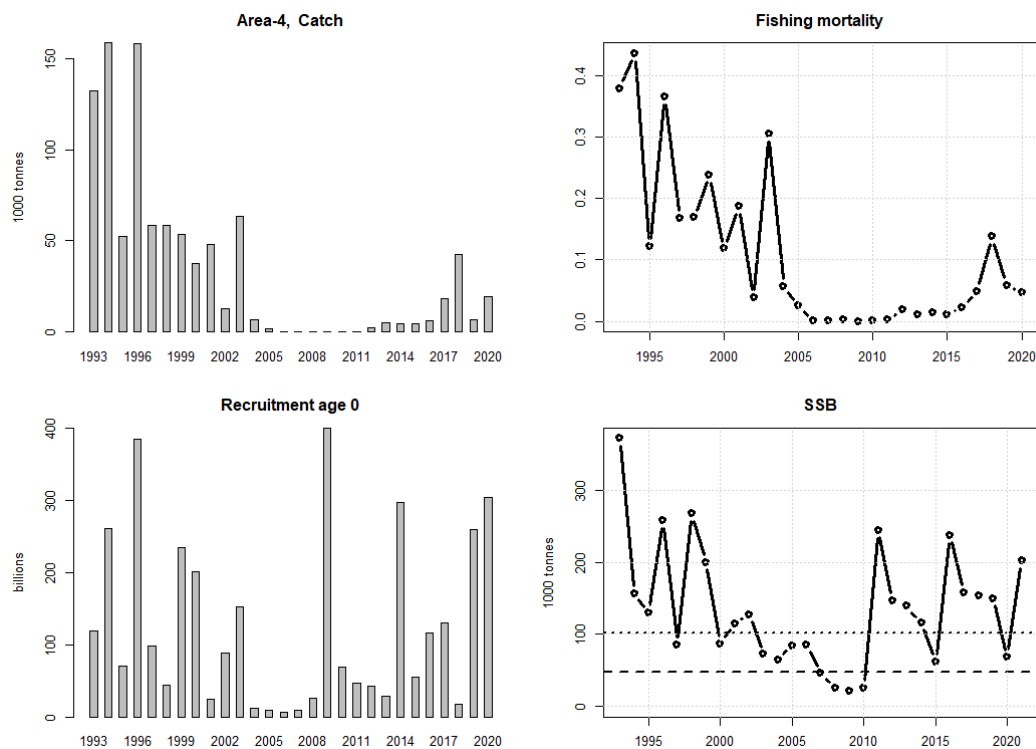 Area-4,  Catch
1000 tonnes
150
100
50
0
1993 1996 1999 2002 2005 2008 2011 2014 2017 2020
Fishing mortality
0.4
0.3
0.2
0.1
0.0
1995 2000 2005 2010 2015 2020
Recruitment age 0
billions
400
300
200
100
0
1993 1996 1999 2002 2005 2008 2011 2014 2017 2020
SSB
1000 tonnes
300
200
100
0
1995 2000 2005 2010 2015 2020